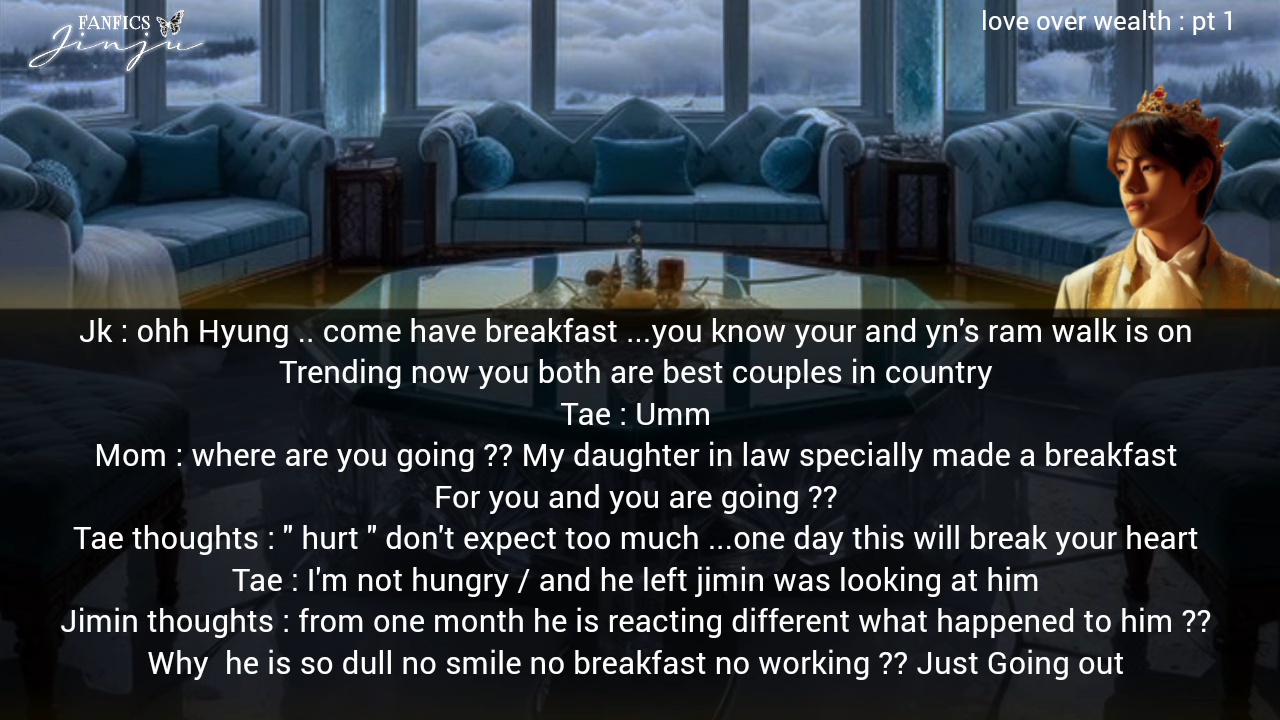 FANFICS
Jinju
love over wealth : pt 1
Jk : ohh Hyung .. come have breakfast ...you know your and yn's ram walk is on
Trending now you both are best couples in country
Tae : Umm
Mom : where are you going ?? My daughter in law specially made a breakfast
For you and you are going ??
Tae thoughts : " hurt " don't expect too much ...one day this will break your heart
Tae : I'm not hungry / and he left jimin was looking at him
Jimin thoughts : from one month he is reacting different what happened to him ??
Why  he is so dull no smile no breakfast no working ?? Just Going out